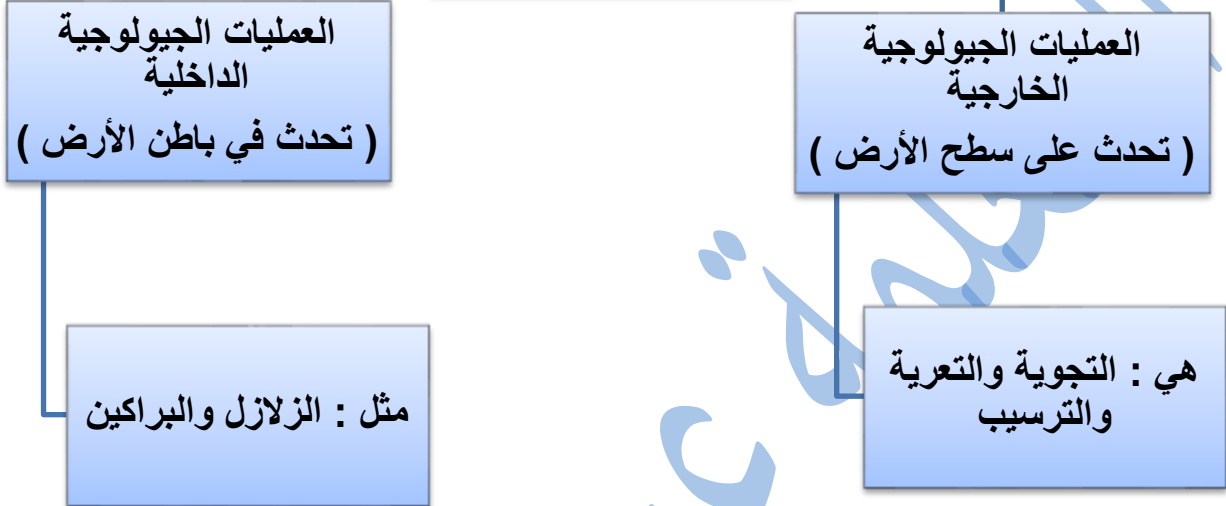 العمليات الجيولوجية
الخارجية
( تحدث على سطح الأرض )
هي : التجوية والتعرية
والترسيب
العمليات الجيولوجية
الداخلية
( تحدث في باطن الأرض )
مثل : الزلازل والبراكين